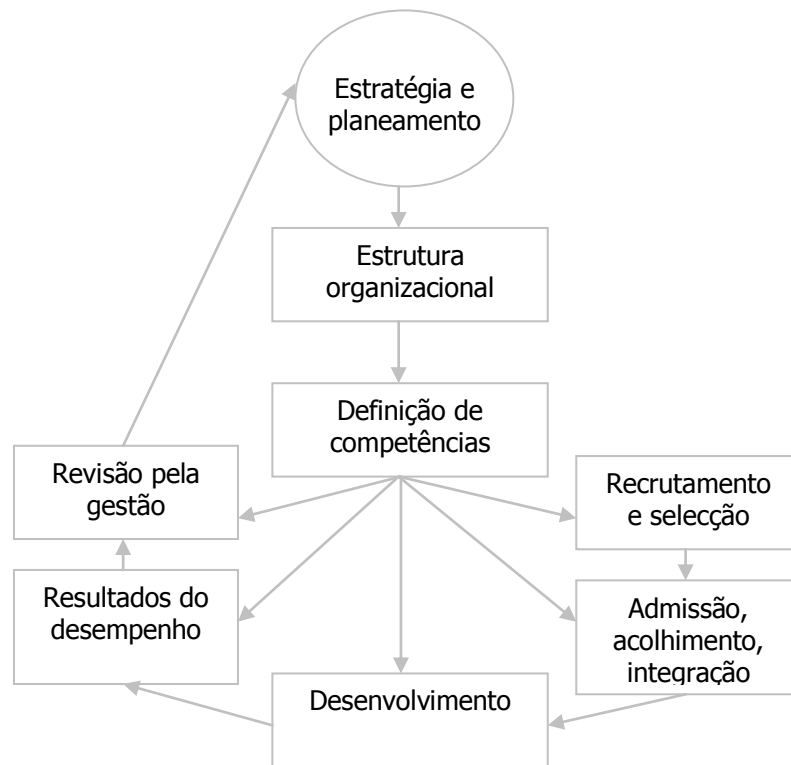 Estratégia e
planeamento
Estrutura
organizacional
Definição de
competências
Revisão pela
gestão
Recrutamento
e selecção
Resultados do
desempenho
Admissão,
acolhimento,
integração
Desenvolvimento